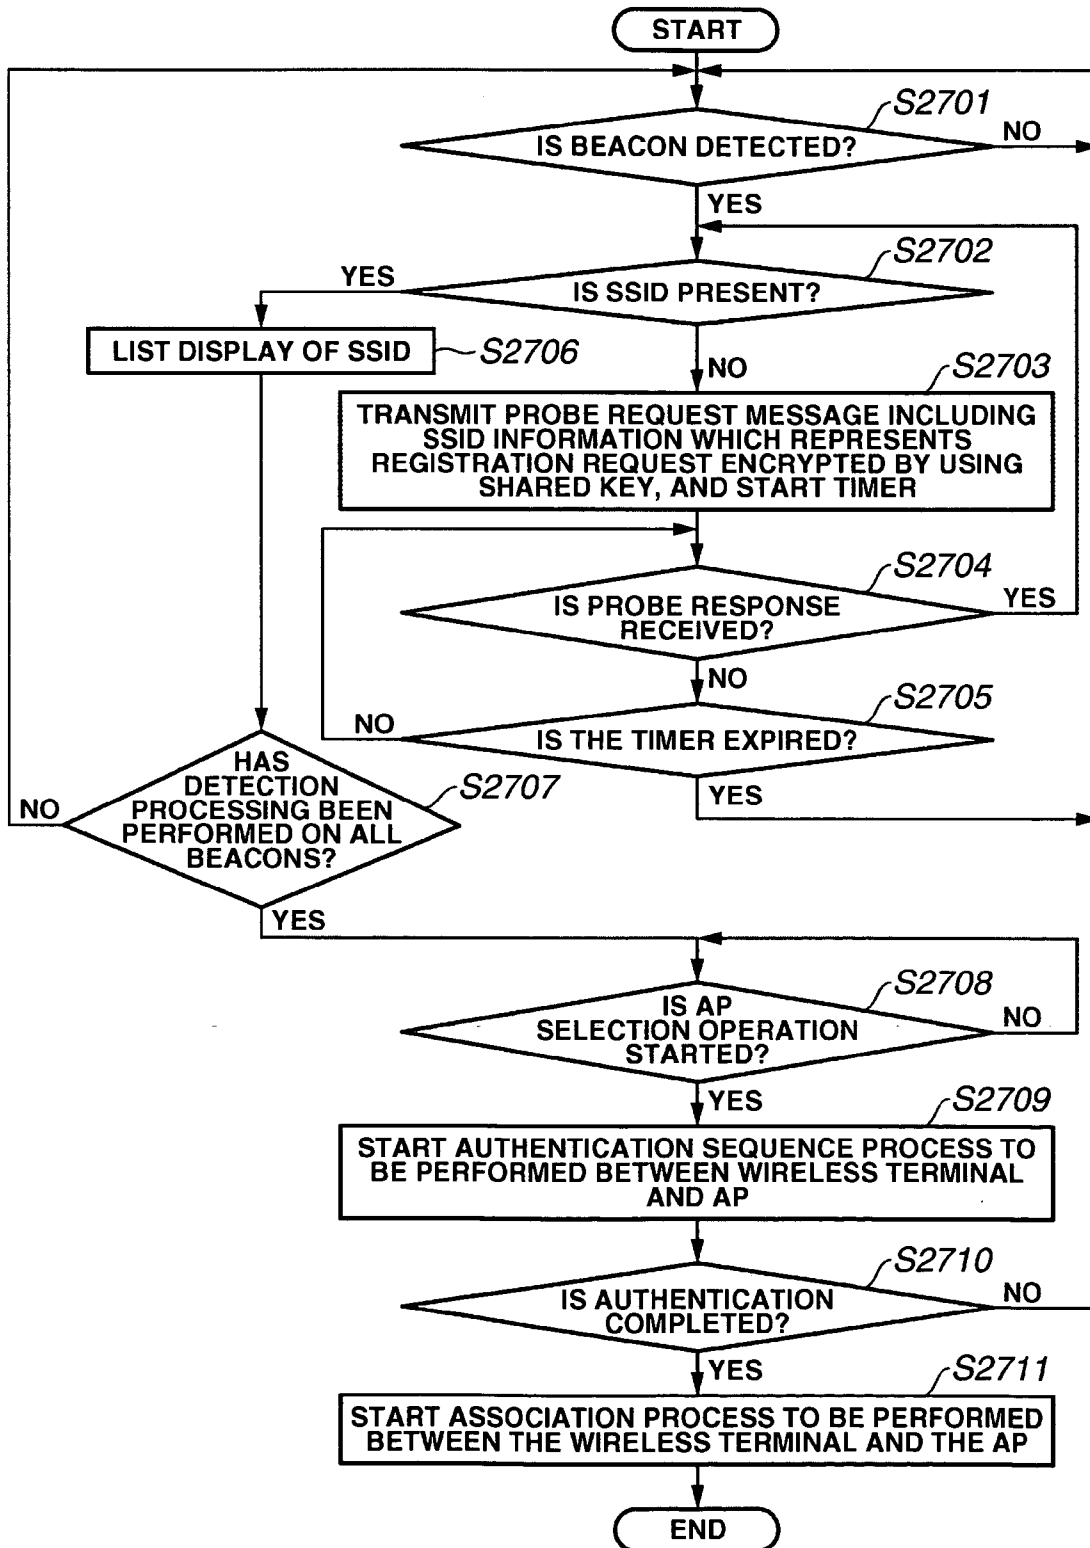 START
S2701
IS BEACON DETECTED?
NO
YES
S2702
YES
IS SSID PRESENT?
LIST DISPLAY OF SSID
S2706
NO
S2703
TRANSMIT PROBE REQUEST MESSAGE INCLUDING
SSID INFORMATION WHICH REPRESENTS
REGISTRATION REQUEST ENCRYPTED BY USING
SHARED KEY, AND START TIMER
S2704
IS PROBE RESPONSE
RECEIVED?
YES
NO
S2705
NO
IS THE TIMER EXPIRED?
YES
HAS
DETECTION
PROCESSING BEEN
PERFORMED ON ALL
BEACONS?
S2707
NO
YES
S2708
IS AP
SELECTION OPERATION
STARTED?
NO
YES
S2709
START AUTHENTICATION SEQUENCE PROCESS TO
BE PERFORMED BETWEEN WIRELESS TERMINAL
AND AP
S2710
IS AUTHENTICATION
COMPLETED?
NO
YES
S2711
START ASSOCIATION PROCESS TO BE PERFORMED
BETWEEN THE WIRELESS TERMINAL AND THE AP
END